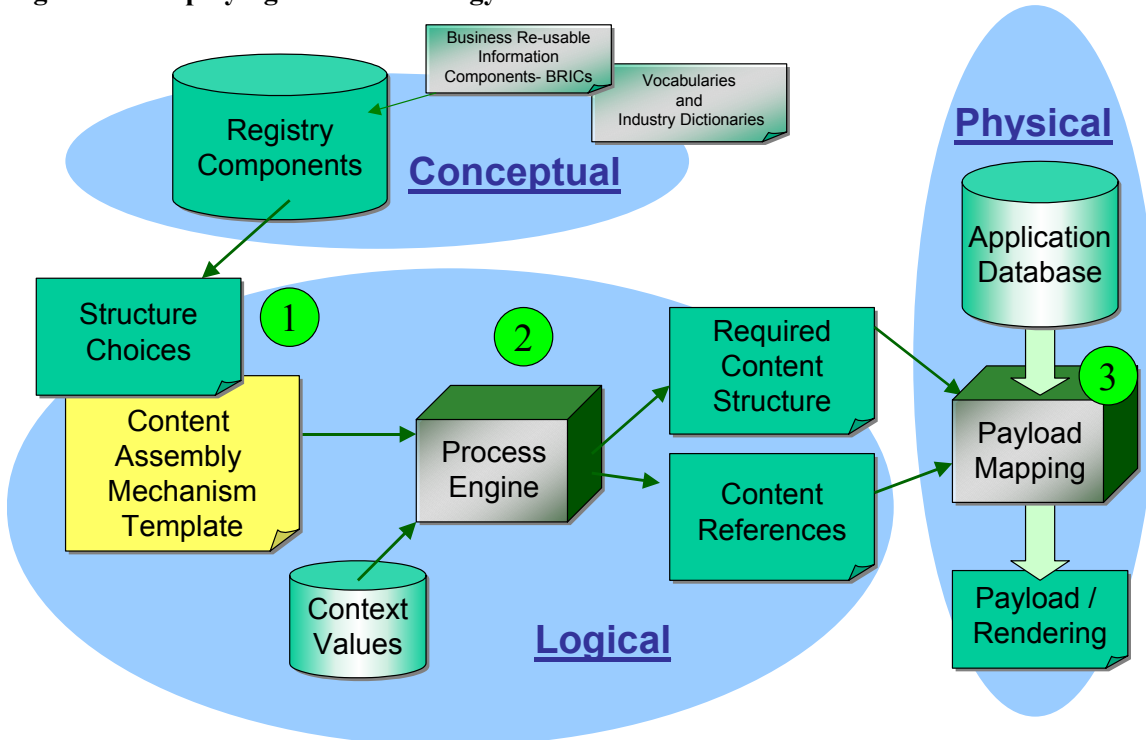 Business Re-usable
Information
Components- BRICs
Vocabularies
and
Industry Dictionaries
Registry
Components
Conceptual
Physical
Application
Database
Structure
Choices
1
2
Required
Content
Structure
3
Content
Assembly
Mechanism
Template
Process
Engine
Payload
Mapping
Content
References
Context
Values
Logical
Payload /
Rendering